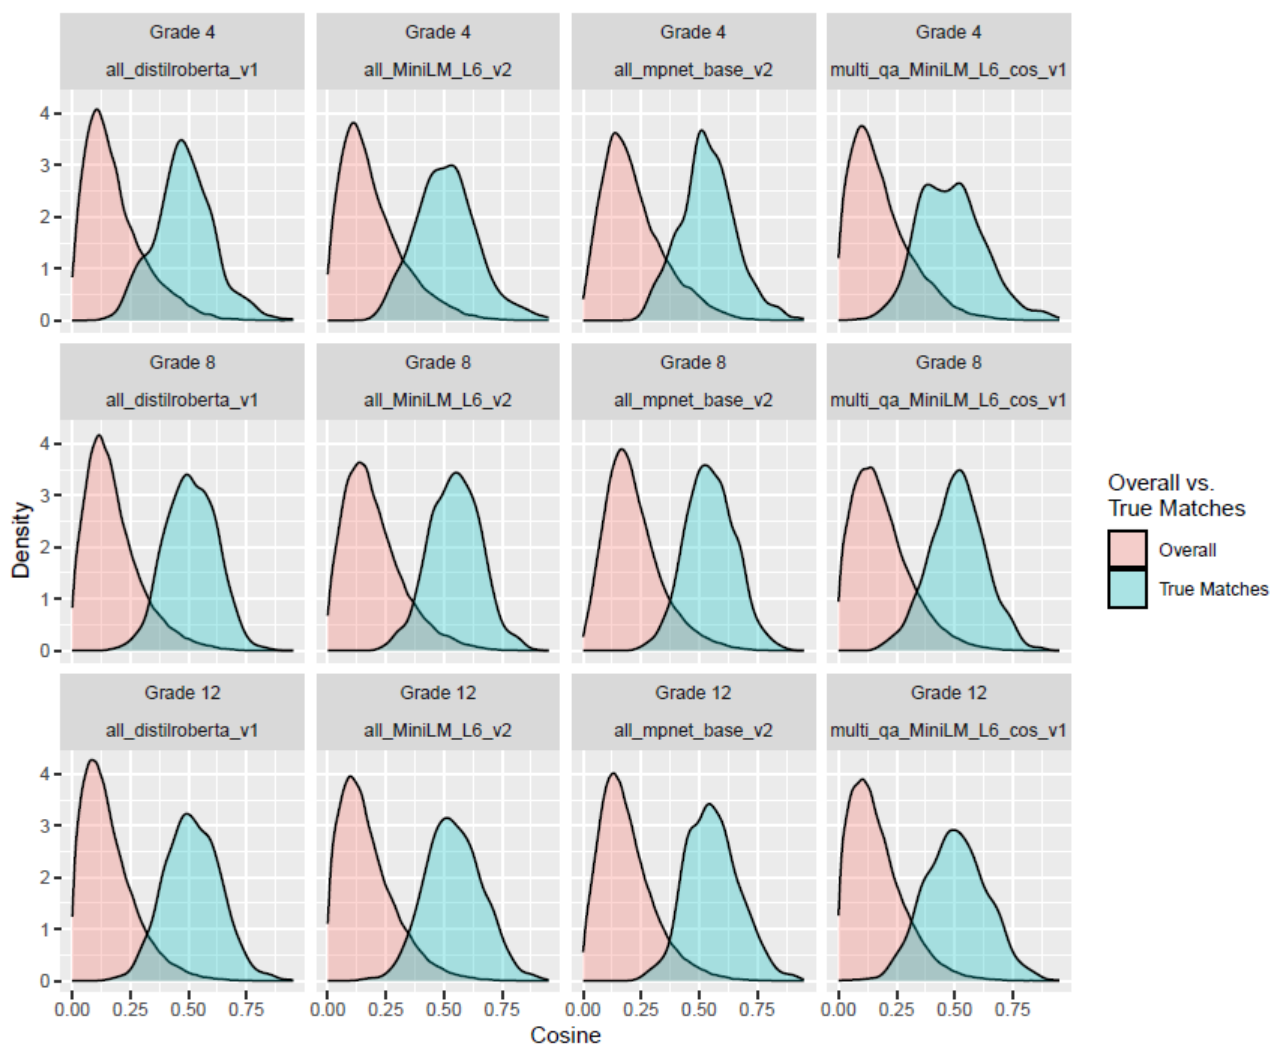 Grade 4
all_distilroberta_v1
Grade 4
all_MiniLM_L6_v2
Grade 4
all_mpnet_base_v2
Grade 4
multi_qa_MiniLM_L6_cos_v1
4
3
2
1
0
Grade 8
all_distilroberta_v1
Grade 8
all_MiniLM_L6_v2
Grade 8
all_mpnet_base_v2
Grade 8
multi_qa_MiniLM_L6_cos_v1
4
3
2
1
0
Density
Grade 12
all_distilroberta_v1
Grade 12
all_MiniLM_L6_v2
Grade 12
all_mpnet_base_v2
Grade 12
multi_qa_MiniLM_L6_cos_v1
4
3
2
1
0
0.00 0.25 0.50 0.75
0.00 0.25 0.50 0.75
0.00 0.25 0.50 0.75
0.00 0.25 0.50 0.75
Cosine
Overall vs.
True Matches
Overall
True Matches